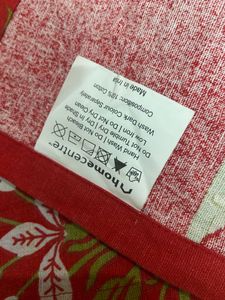 homecentre
Hand Wash | Do Not Bleach
Do Not Tumble Dry | Dry in Shade
Low Iron | Do Not Dry Clean
Wash Dark Colour Separately
Composition: 100% Cotton
Made in India